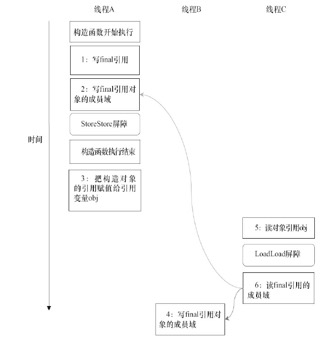 线程A
线程B
线程C
构造函数开始执行
1：写final引用
2：写final引用对
象的成员域
StoreStore屏障
时间
构造函数执行结束
3：把构造对象
的引用赋值给引用
变量obj
5：读对象引用obj
LoadLoad屏障
6：读final引用的
成员域
4：写final引用对
象的成员域